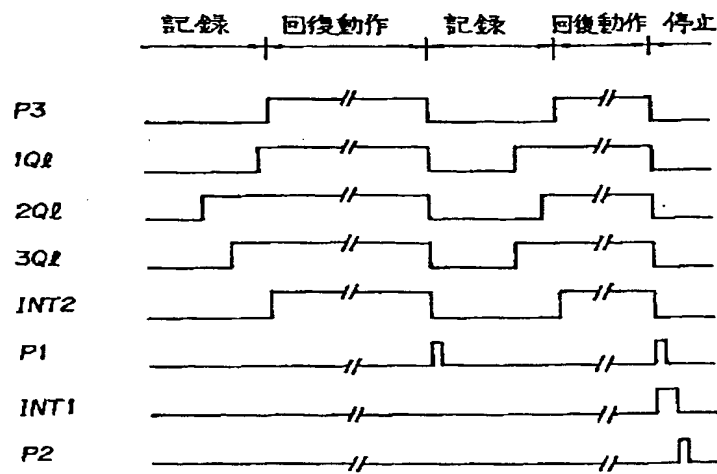 記録 回復動作 記録 回復動作 停止
P3
1Ql
2Ql
3Ql
INT2
P1
INT1
P2